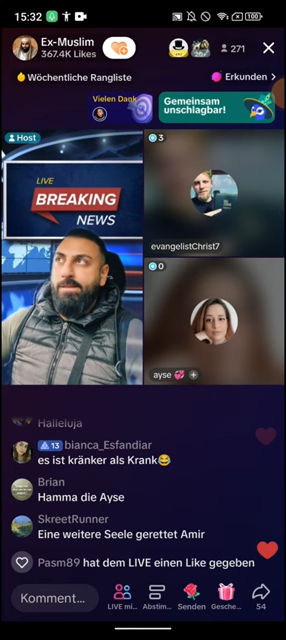 15:32
100
Ex-Muslim
367.4K Likes
271
Wöchentliche Rangliste
Erkunden >
Vielen Dank
Gemeinsam
unschlagbar!
Host
LIVE
BREAKING
NEWS
3
evangelistChrist7
0
ayse 💞 +
Halleluja
13 bianca_Esfandiar
es ist kränker als Krank😂
Brian
Hamma die Ayse
SkreetRunner
Eine weitere Seele gerettet Amir
Pasm89 hat dem LIVE einen Like gegeben
Komment...
LIVE mi...
Abstim...
Senden
Gesche...
54